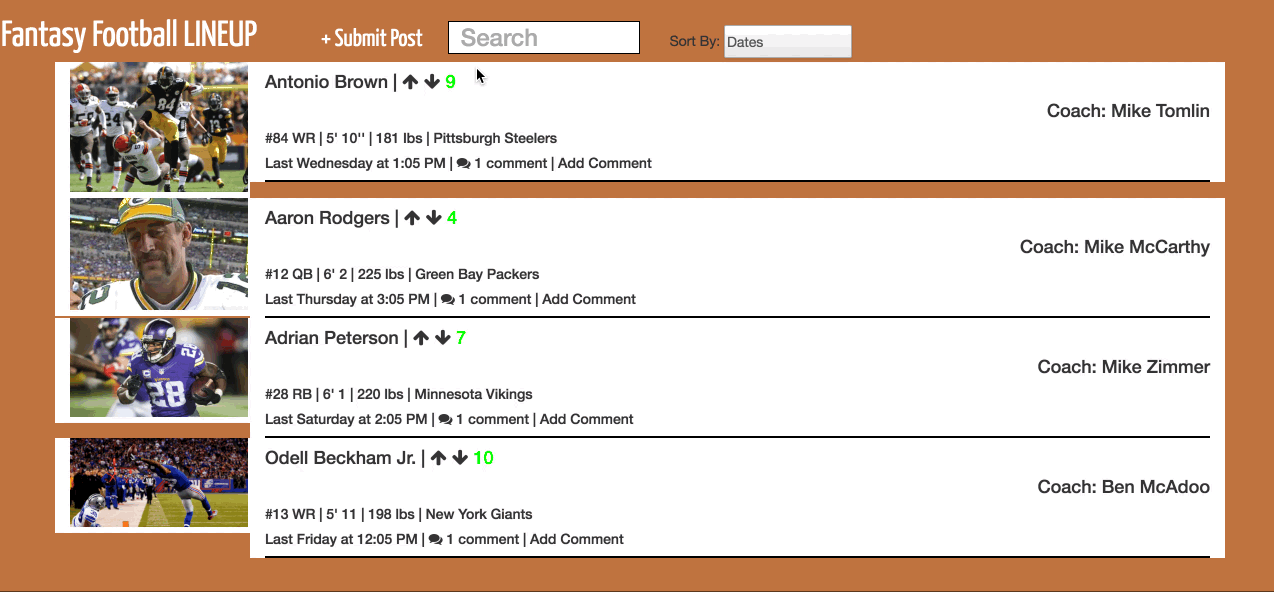 Fantasy Football LINEUP
+ Submit Post
Search
Sort By: Dates
Antonio Brown | 9
Coach: Mike Tomlin
#84 WR | 5' 10'' | 181 lbs | Pittsburgh Steelers
Last Wednesday at 1:05 PM | 1 comment | Add Comment
84
Aaron Rodgers | 4
Coach: Mike McCarthy
#12 QB | 6' 2 | 225 lbs | Green Bay Packers
Last Thursday at 3:05 PM | 1 comment | Add Comment
Adrian Peterson | 7
Coach: Mike Zimmer
#28 RB | 6' 1 | 220 lbs | Minnesota Vikings
Last Saturday at 2:05 PM | 1 comment | Add Comment
28
Odell Beckham Jr. | 10
Coach: Ben McAdoo
#13 WR | 5' 11 | 198 lbs | New York Giants
Last Friday at 12:05 PM | 1 comment | Add Comment